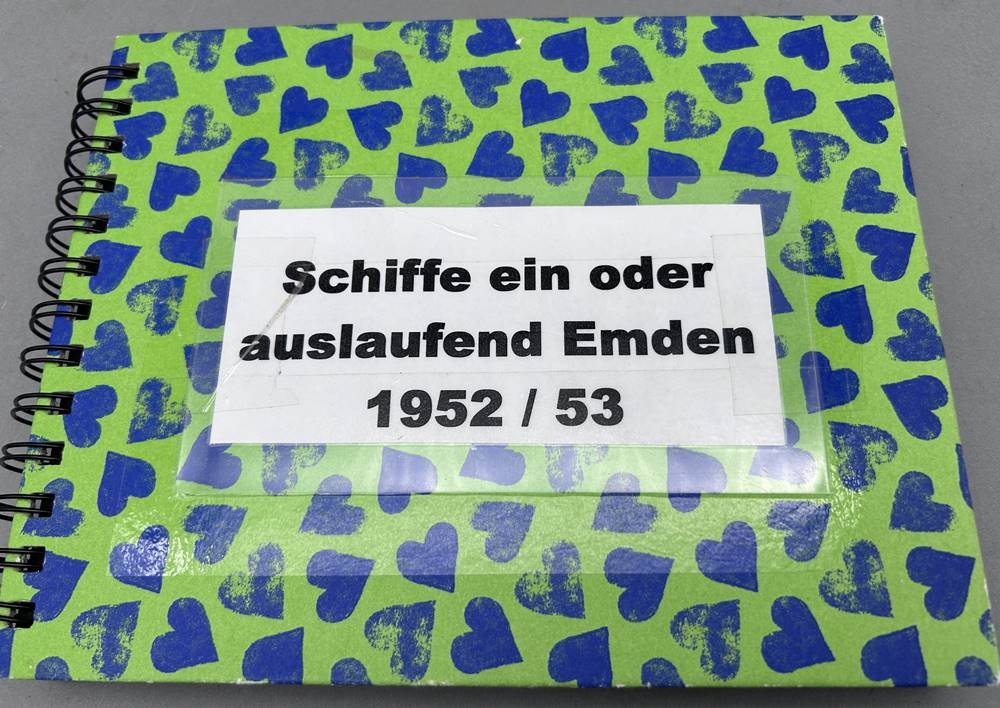 Schiffe ein oder
auslaufend Emden
1952 / 53